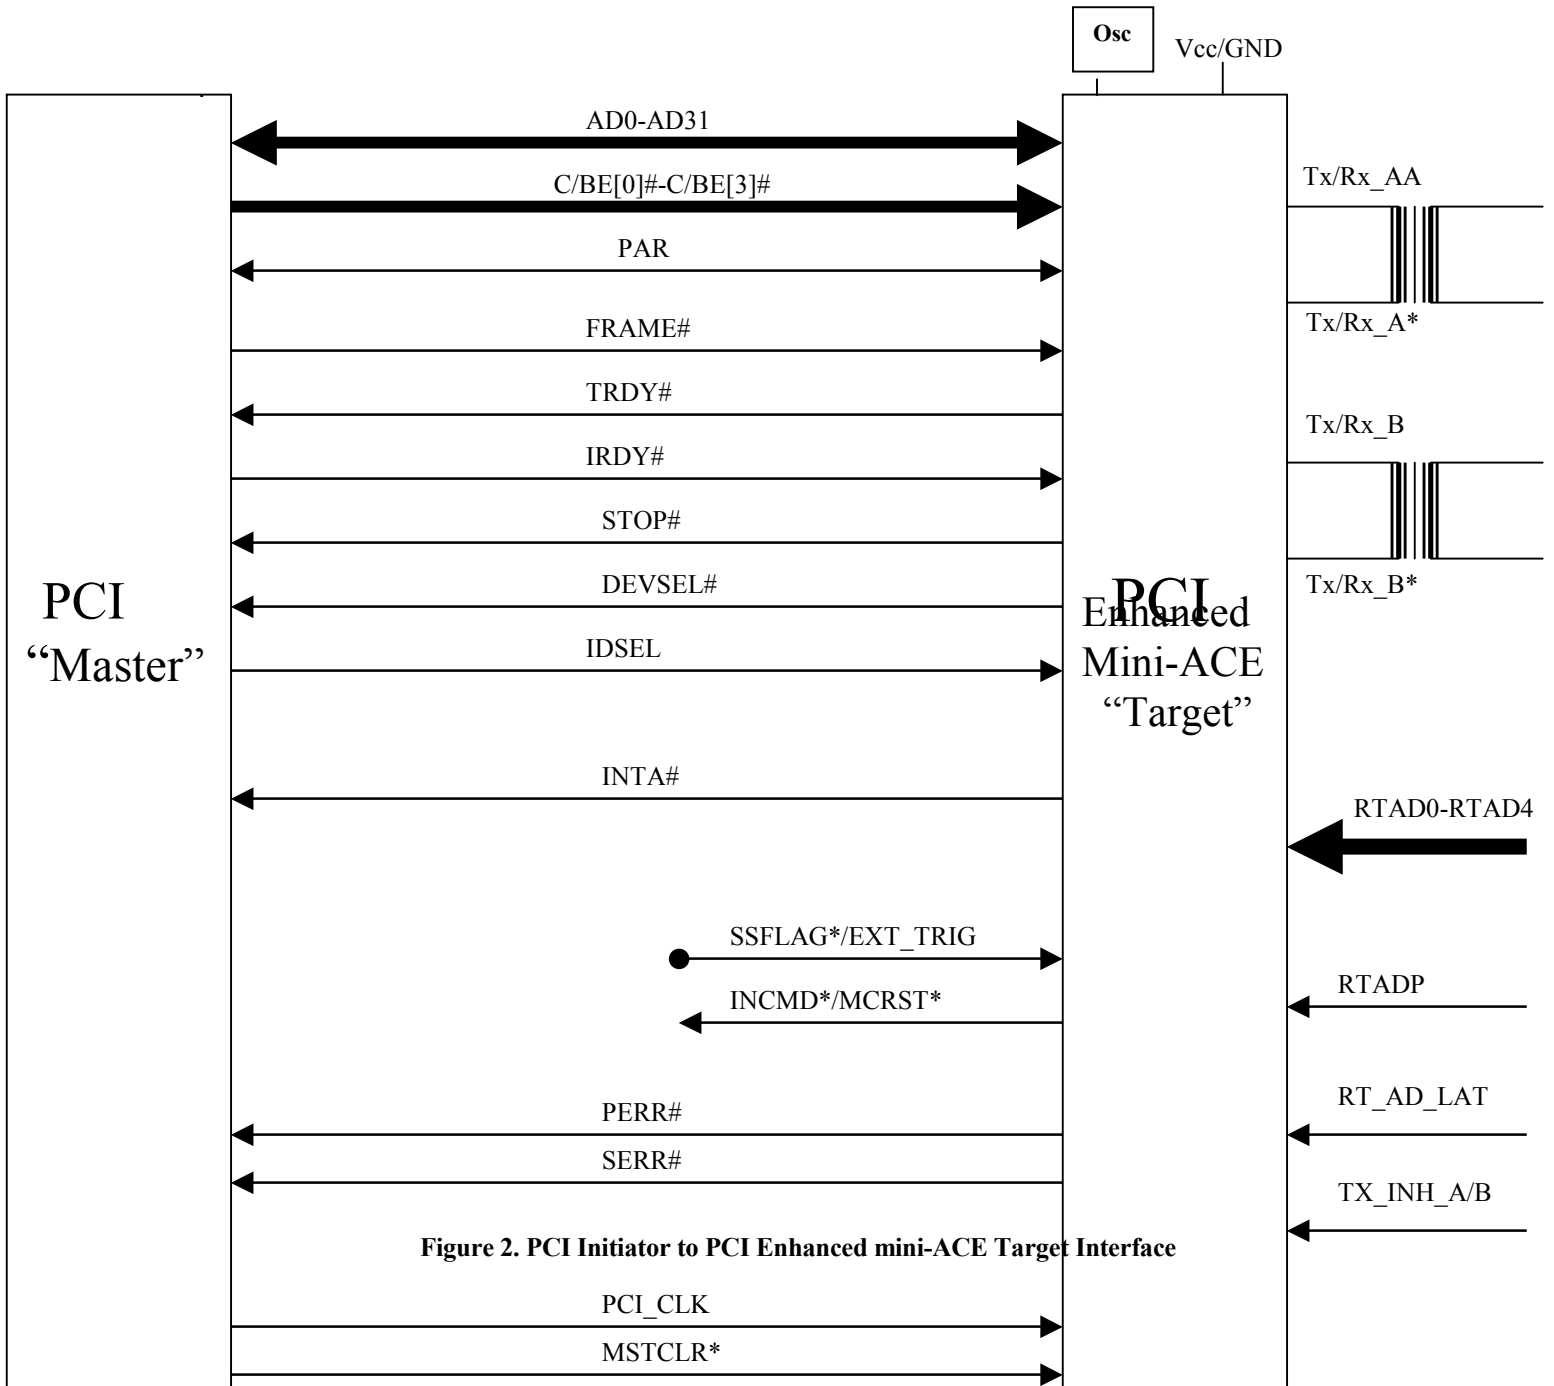 Osc
Vcc/GND
AD0-AD31
C/BE[0]#-C/BE[3]#
PAR
FRAME#
TRDY#
IRDY#
STOP#
DEVSEL#
IDSEL
INTA#
SSFLAG*/EXT_TRIG
INCMD*/MCRST*
PERR#
SERR#
PCI_CLK
MSTCLR*
PCI
“Master”
PCI
Enhanced
Mini-ACE
“Target”
Tx/Rx_AA
Tx/Rx_A*
Tx/Rx_B
Tx/Rx_B*
RTAD0-RTAD4
RTADP
RT_AD_LAT
TX_INH_A/B
Figure 2. PCI Initiator to PCI Enhanced mini-ACE Target Interface